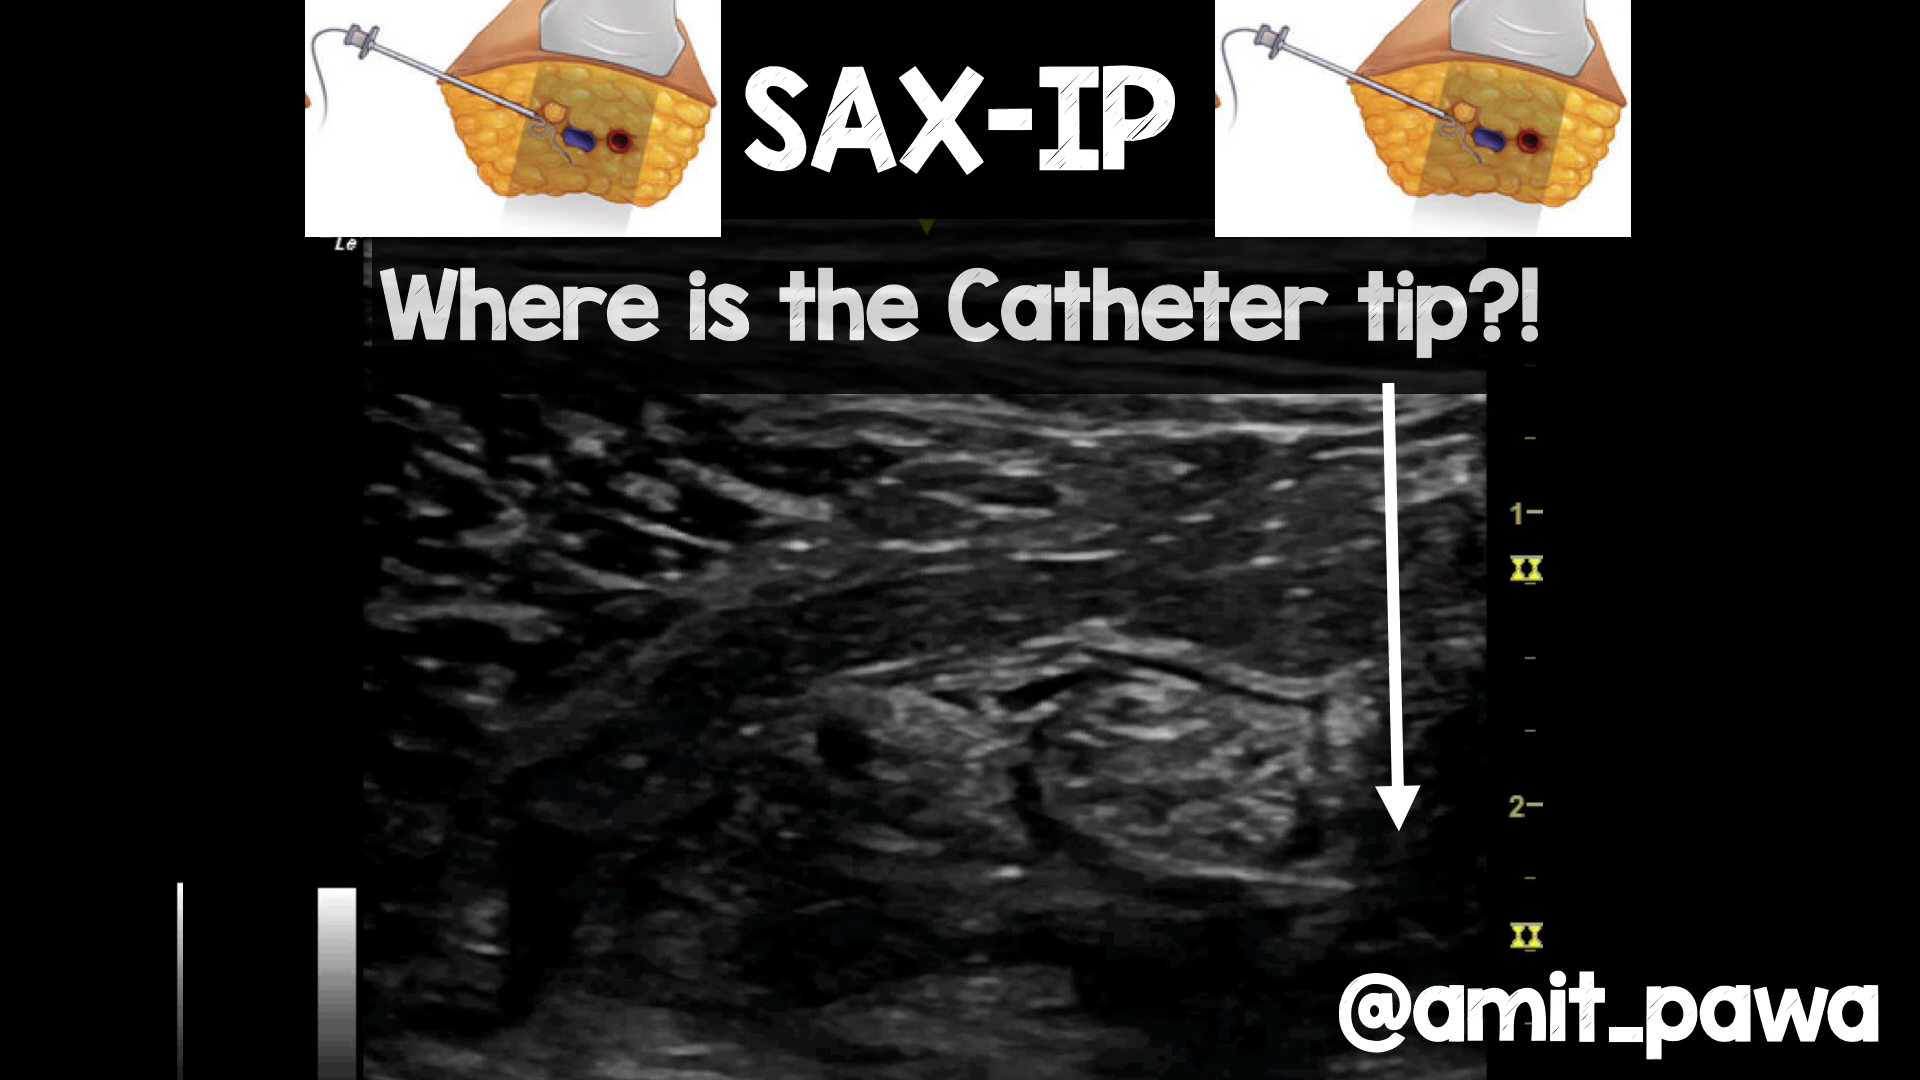 SAX-IP
Le
Where is the Catheter tip?!
1
2
@amit_pawa